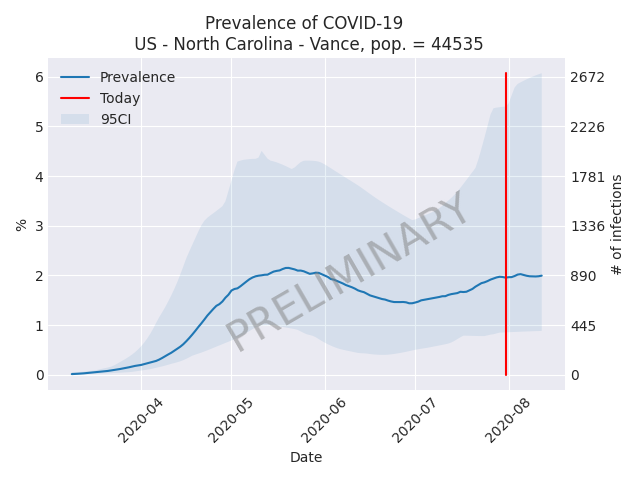 Prevalence of COVID-19
US - North Carolina - Vance, pop. = 44535
Prevalence
Today
95CI
6
5
4
3
2
1
0
%
2672
2226
1781
1336
890
445
0
# of infections
PRELIMINARY
2020-04
2020-05
2020-06
2020-07
2020-08
Date